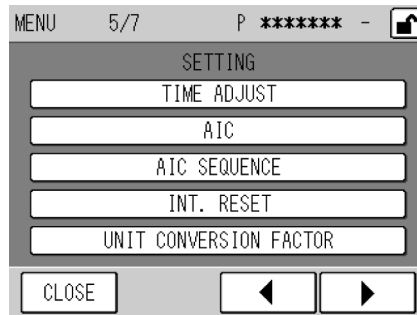 MENU 5/7 P ******* -
SETTING
TIME ADJUST
AIC
AIC SEQUENCE
INT. RESET
UNIT CONVERSION FACTOR
CLOSE